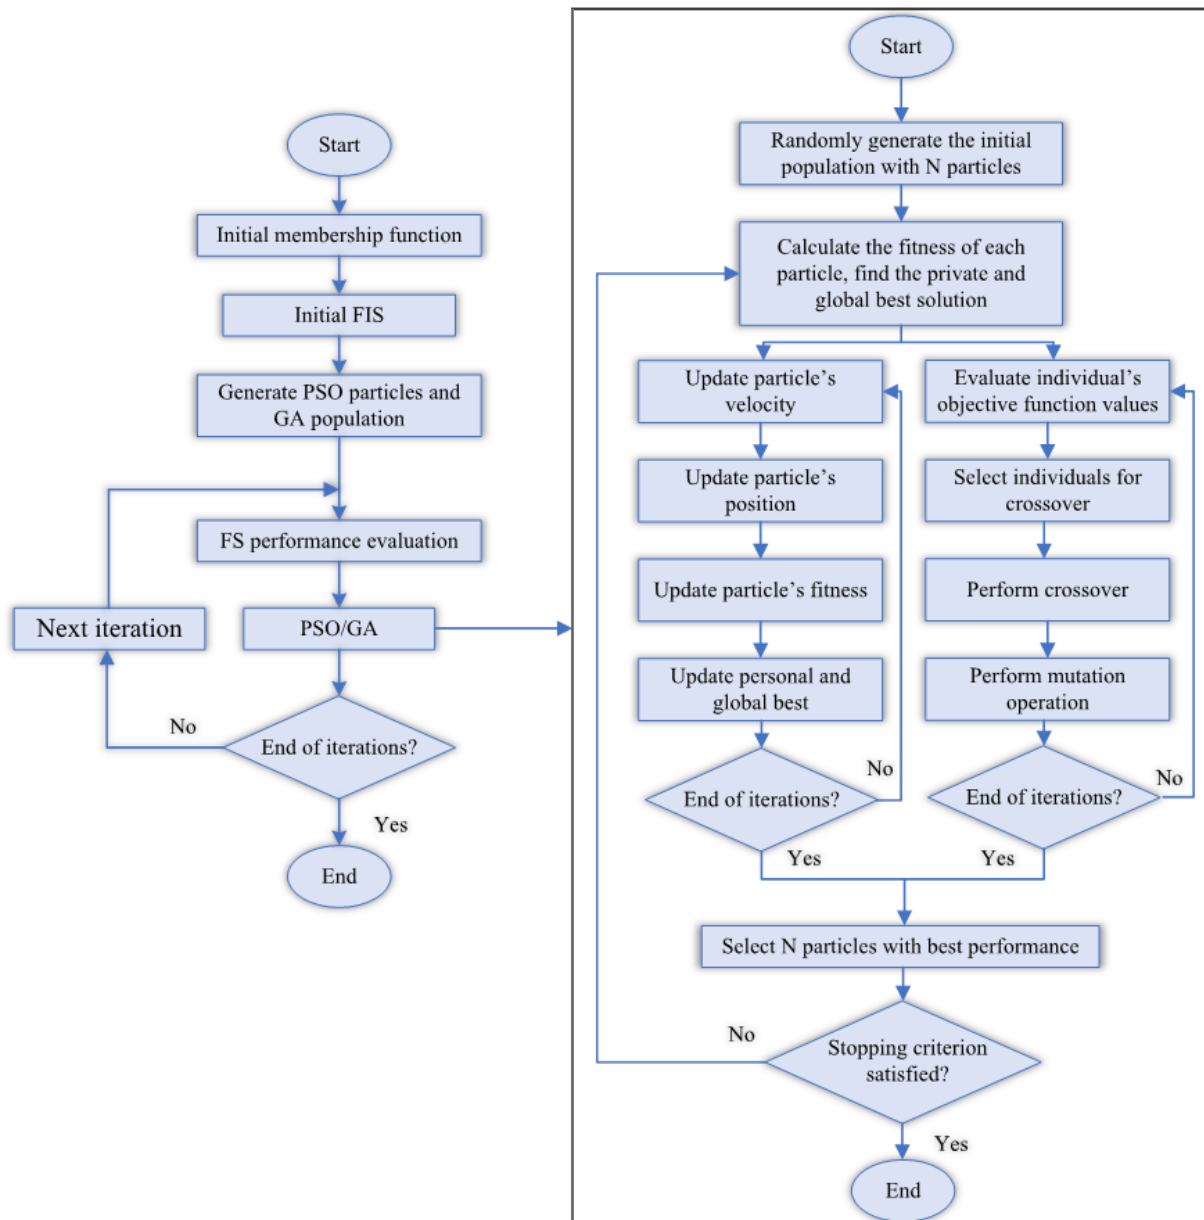 Start
Initial membership function
Initial FIS
Generate PSO particles and
GA population
FS performance evaluation
Next iteration
PSO/GA
No
End of iterations?
Yes
End
Start
Randomly generate the initial
population with N particles
Calculate the fitness of each
particle, find the private and
global best solution
Update particle’s
velocity
Update particle’s
position
Update particle’s fitness
Update personal and
global best
No
End of iterations?
Yes
Evaluate individual’s
objective function values
Select individuals for
crossover
Perform crossover
Perform mutation
operation
No
End of iterations?
Yes
Select N particles with best performance
No
Stopping criterion
satisfied?
Yes
End